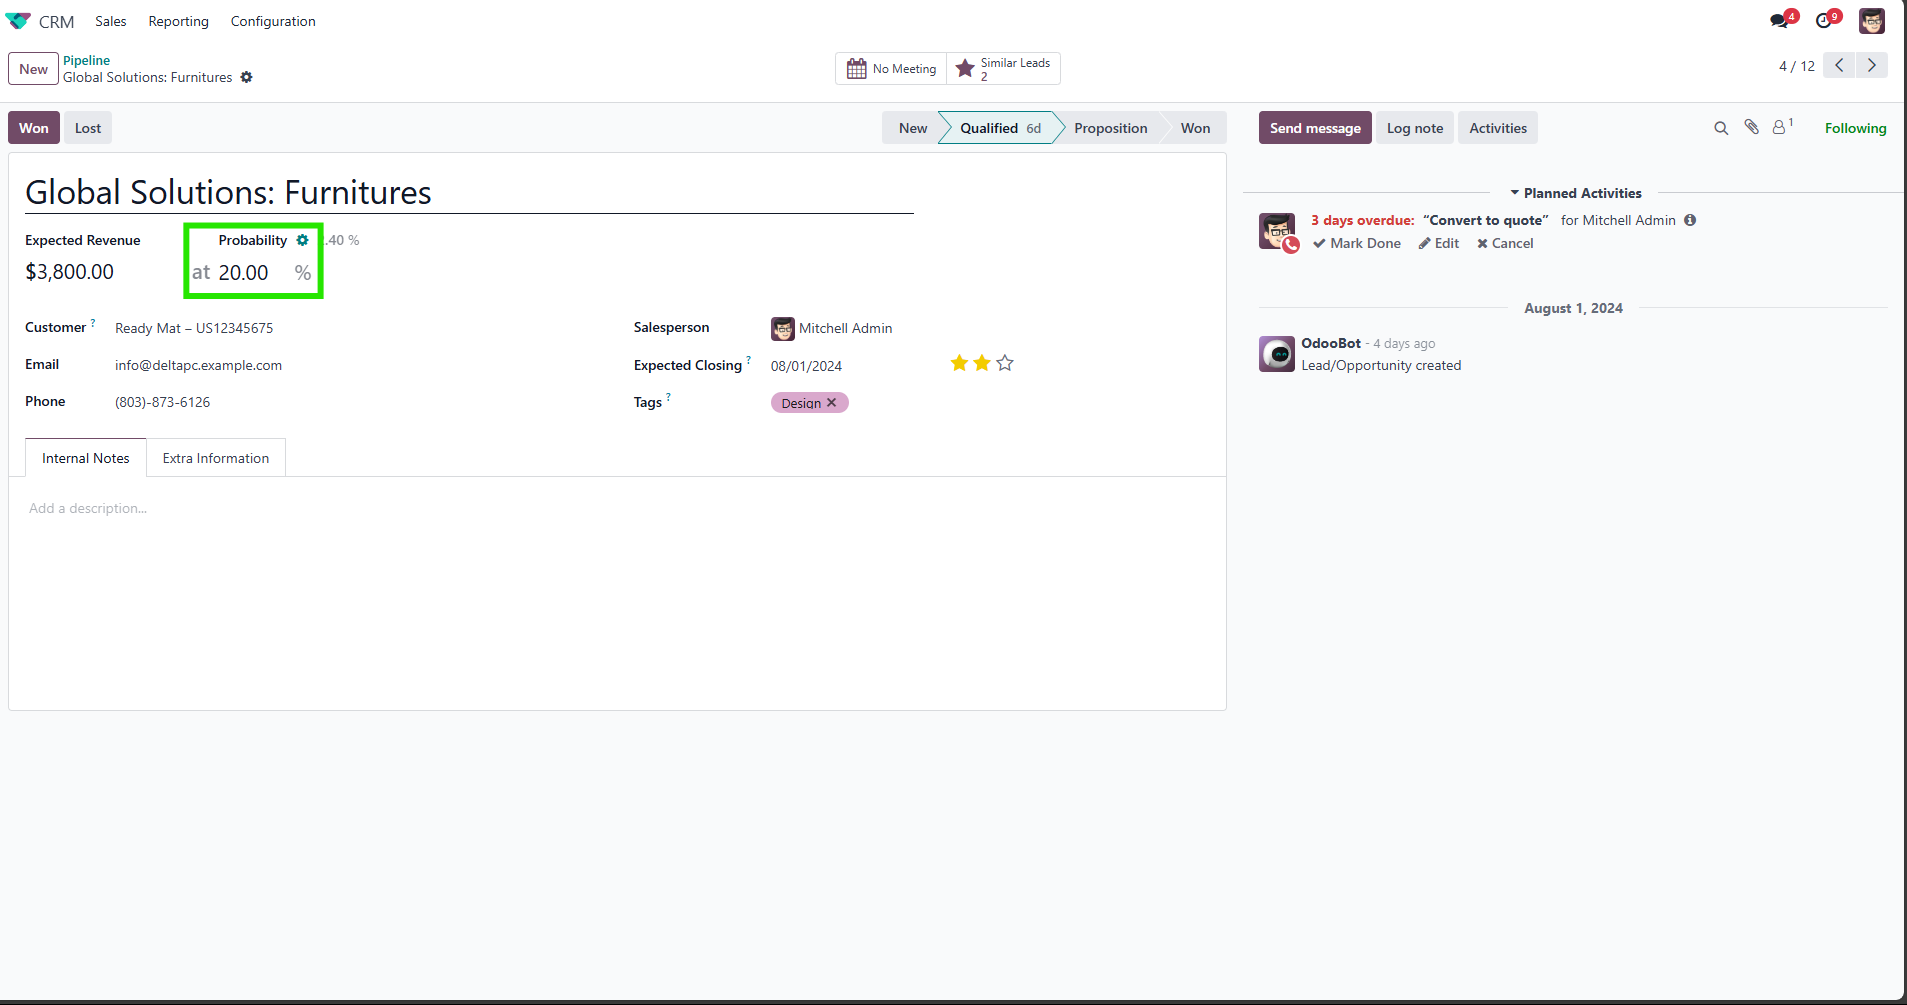 CRM Sales Reporting Configuration 4 9
New Pipeline
Global Solutions: Furnitures
No Meeting
Similar Leads
2
4 / 12
Won Lost
New Qualified 6d Proposition Won
Send message Log note Activities 1 Following
Global Solutions: Furnitures
Expected Revenue Probability .40 %
$3,800.00 at 20.00 %
Customer ? Ready Mat – US12345675
Email info@deltapc.example.com
Phone (803)-873-6126
Salesperson Mitchell Admin
Expected Closing ? 08/01/2024
Tags ? Design
Internal Notes Extra Information
Add a description...
Planned Activities
3 days overdue: “Convert to quote” for Mitchell Admin
Mark Done Edit Cancel
August 1, 2024
OdooBot - 4 days ago
Lead/Opportunity created